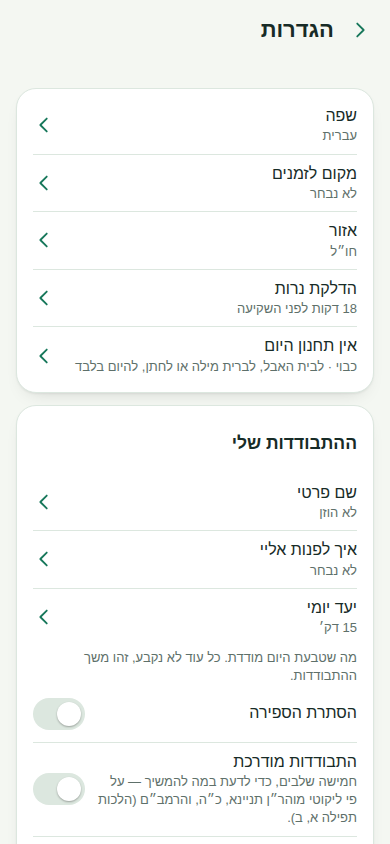 הגדרות
שפה
עברית
מקום לזמנים
לא נבחר
אזור
חו״ל
הדלקת נרות
18 דקות לפני השקיעה
אין תחנון היום
כבוי · לבית האבל, לברית מילה או לחתן, להיום בלבד
ההתבודדות שלי
שם פרטי
לא הוזן
איך לפנות אליי
לא נבחר
יעד יומי
15 דק׳
מה שטבעת היום מודדת. כל עוד לא נקבע, זהו משך
ההתבודדות.
הסתרת הספירה
התבודדות מודרכת
חמישה שלבים, כדי לדעת במה להמשיך — על
פי ליקוטי מוהר״ן תניינא, כ״ה, והרמב״ם (הלכות
תפילה א, ב).